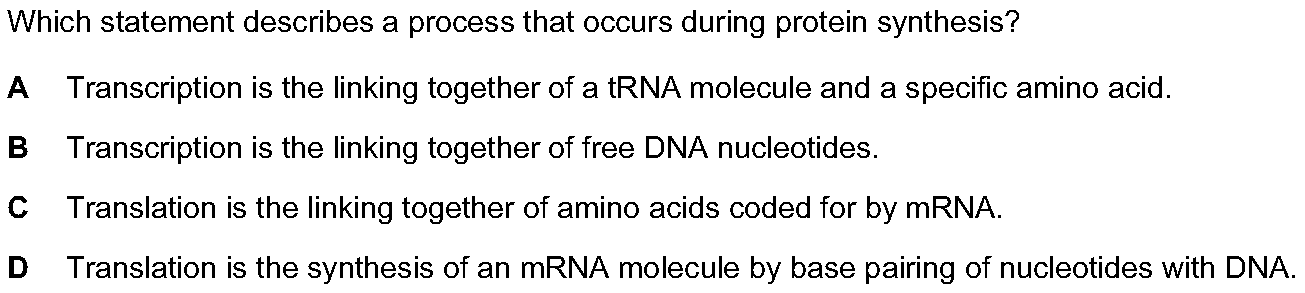 Which statement describes a process that occurs during protein synthesis?
A Transcription is the linking together of a tRNA molecule and a specific amino acid.
B Transcription is the linking together of free DNA nucleotides.
C Translation is the linking together of amino acids coded for by mRNA.
D Translation is the synthesis of an mRNA molecule by base pairing of nucleotides with DNA.